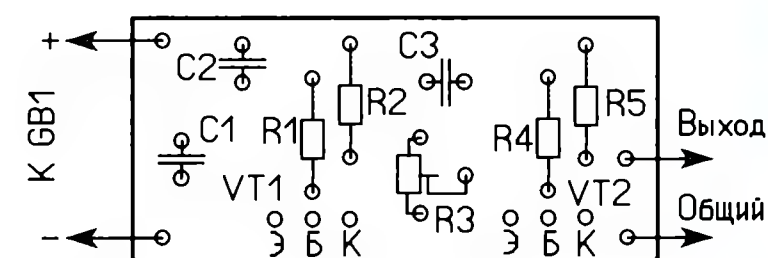 +
К GB1
−
C2
C1
R1
R2
C3
R3
R4
R5
VT1
Э Б К
VT2
Э Б К
Выход
Общий